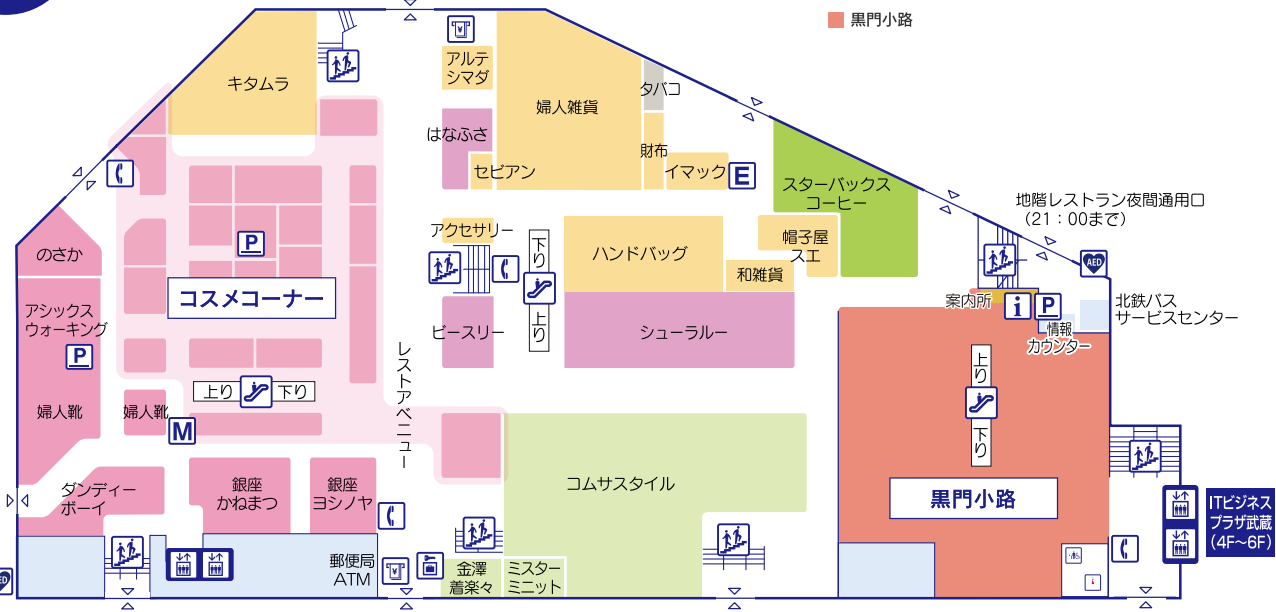 黒門小路
キタムラ
アルテ
シマダ
婦人雑貨
タバコ
はなふさ
セピアン
財布
イマック
E
スターバックス
コーヒー
地階レストラン夜間通用口
（21：00まで）
のさか
P
アクセサリー
下り
上り
ハンドバッグ
帽子屋
スエ
和雑貨
AED
コスメコーナー
アシックス
ウォーキング
P
ビースリー
シューラルー
案内所
i
P
情報
カウンター
北鉄バス
サービスセンター
レストアベニュー
上り
下り
上り
下り
婦人靴
婦人靴
M
ダンディー
ボーイ
銀座
かねまつ
銀座
ヨシノヤ
コムサスタイル
黒門小路
ITビジネス
プラザ武蔵
（4F〜6F）
郵便局
ATM
金澤
着楽々
ミスター
ミニット